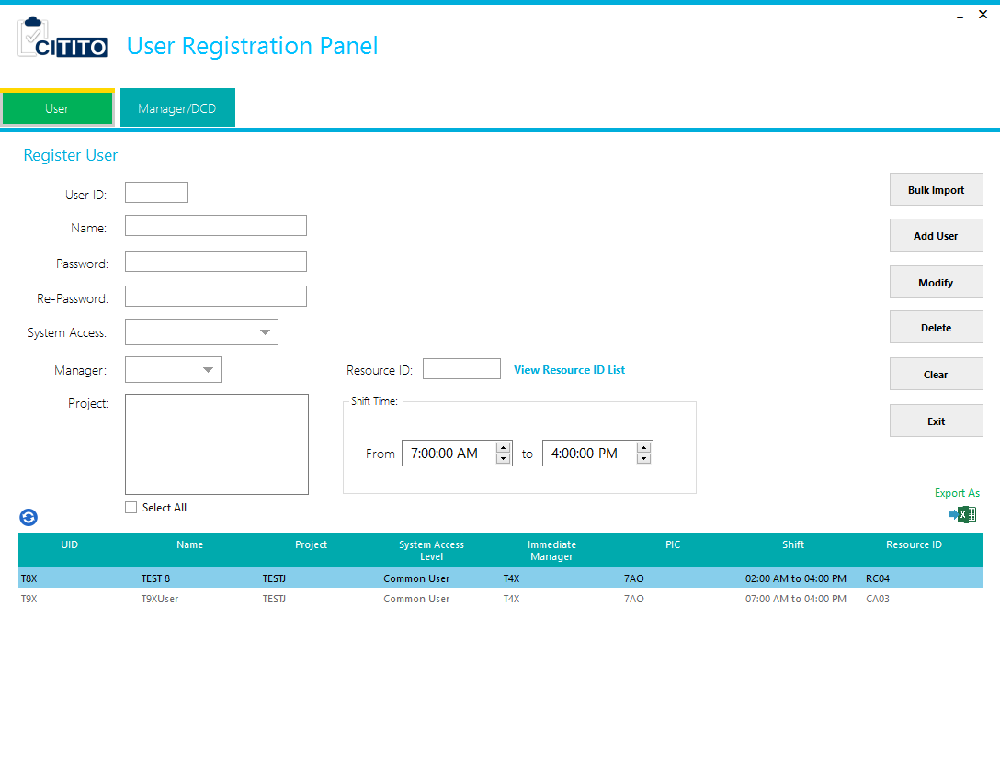 CITITO
User Registration Panel
User
Manager/DCD
Register User
User ID:
Name:
Password:
Re-Password:
System Access:
Manager:
Resource ID:
View Resource ID List
Project:
Shift Time:
From 7:00:00 AM to 4:00:00 PM
Select All
Bulk Import
Add User
Modify
Delete
Clear
Exit
Export As
UID Name Project System Access Level Immediate Manager PIC Shift Resource ID
T8X TEST 8 TESTJ Common User T4X 7AO 02:00 AM to 04:00 PM RC04
T9X T9XUser TESTJ Common User T4X 7AO 07:00 AM to 04:00 PM CA03